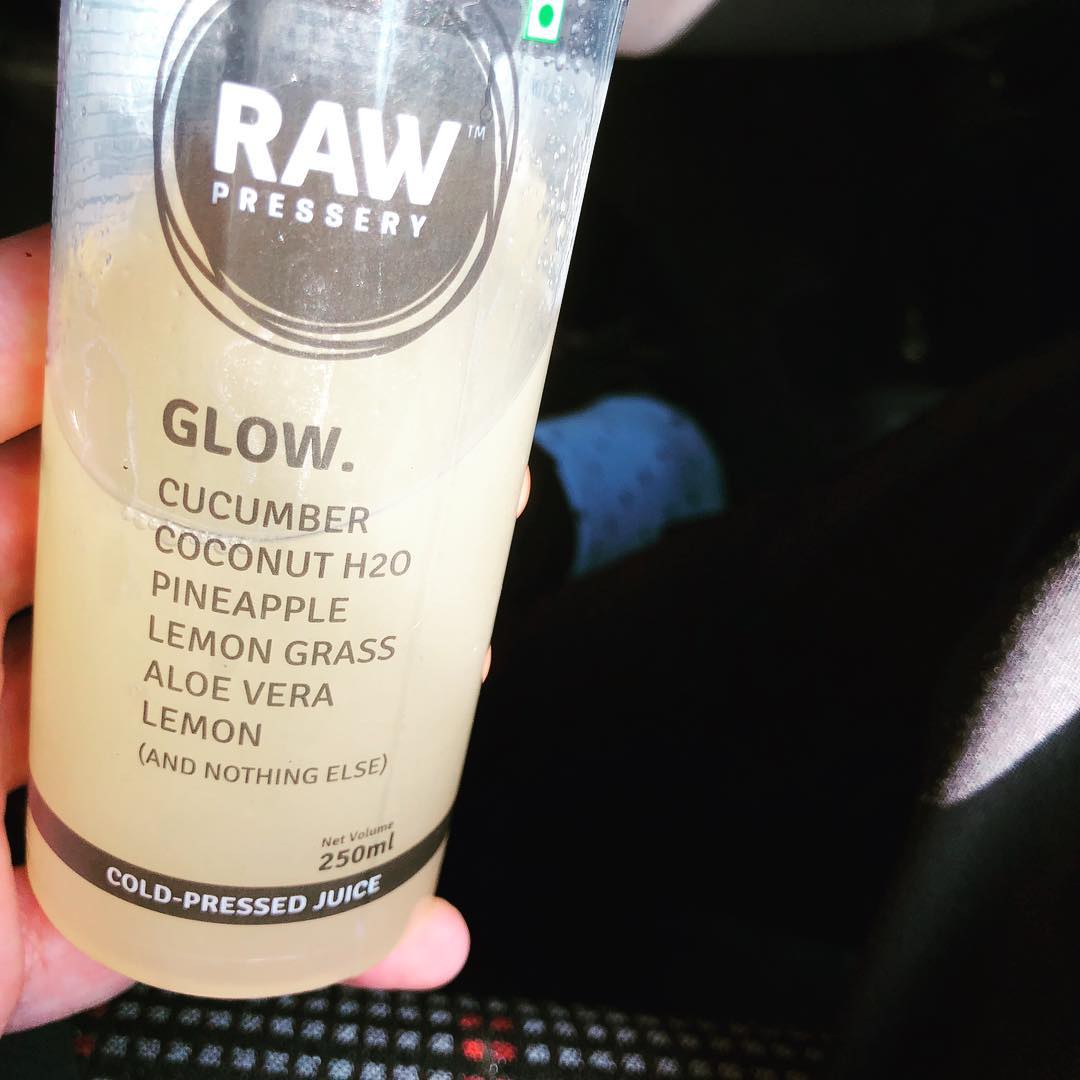 RAW™
PRESSERY
GLOW.
CUCUMBER
COCONUT H2O
PINEAPPLE
LEMON GRASS
ALOE VERA
LEMON
(AND NOTHING ELSE)
Net Volume
250ml
COLD-PRESSED JUICE